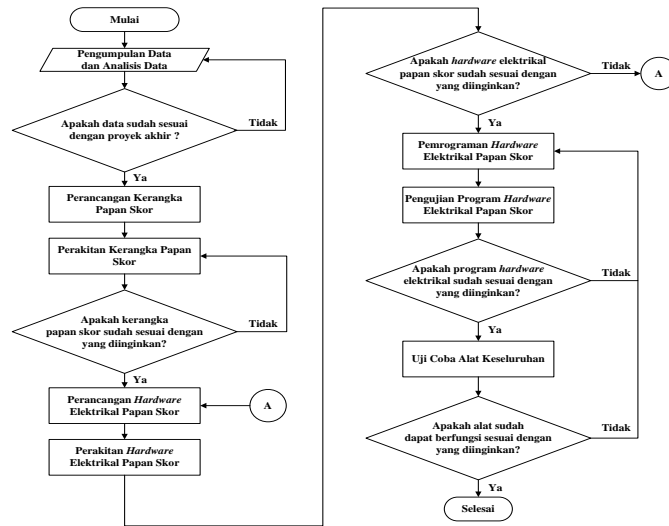 Mulai
Pengumpulan Data
dan Analisis Data
Apakah data sudah sesuai
dengan proyek akhir ?
Tidak
Ya
Perancangan Kerangka
Papan Skor
Perakitan Kerangka Papan
Skor
Apakah kerangka
papan skor sudah sesuai dengan
yang diinginkan?
Tidak
Ya
Perancangan Hardware
Elektrikal Papan Skor
A
Perakitan Hardware
Elektrikal Papan Skor
Apakah hardware elektrikal
papan skor sudah sesuai dengan
yang diinginkan?
Tidak
A
Ya
Pemrograman Hardware
Elektrikal Papan Skor
Pengujian Program Hardware
Elektrikal Papan Skor
Apakah program hardware
elektrikal sudah sesuai dengan
yang diinginkan?
Tidak
Ya
Uji Coba Alat Keseluruhan
Apakah alat sudah
dapat berfungsi sesuai dengan
yang diinginkan?
Tidak
Ya
Selesai